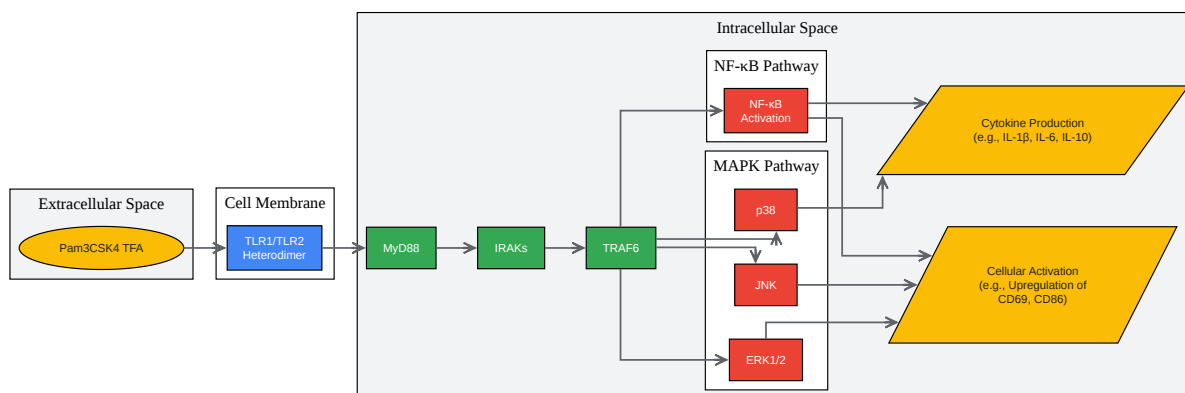 Intracellular Space
NF-κB Pathway
NF-κB
Activation
Cytokine Production
(e.g., IL-1β, IL-6, IL-10)
MAPK Pathway
Extracellular Space
Cell Membrane
p38
Pam3CSK4 TFA
TLR1/TLR2
Heterodimer
MyD88
IRAKs
TRAF6
JNK
Cellular Activation
(e.g., Upregulation of
CD69, CD86)
ERK1/2